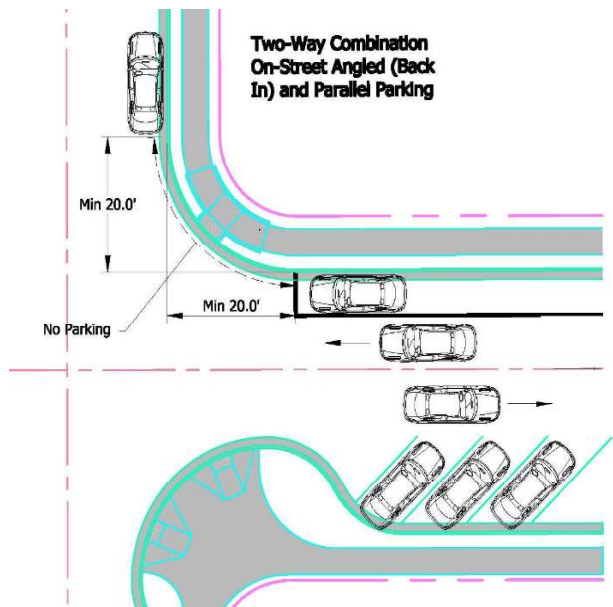 Two-Way Combination
On-Street Angled (Back
In) and Parallel Parking
Min 20.0'
Min 20.0'
No Parking